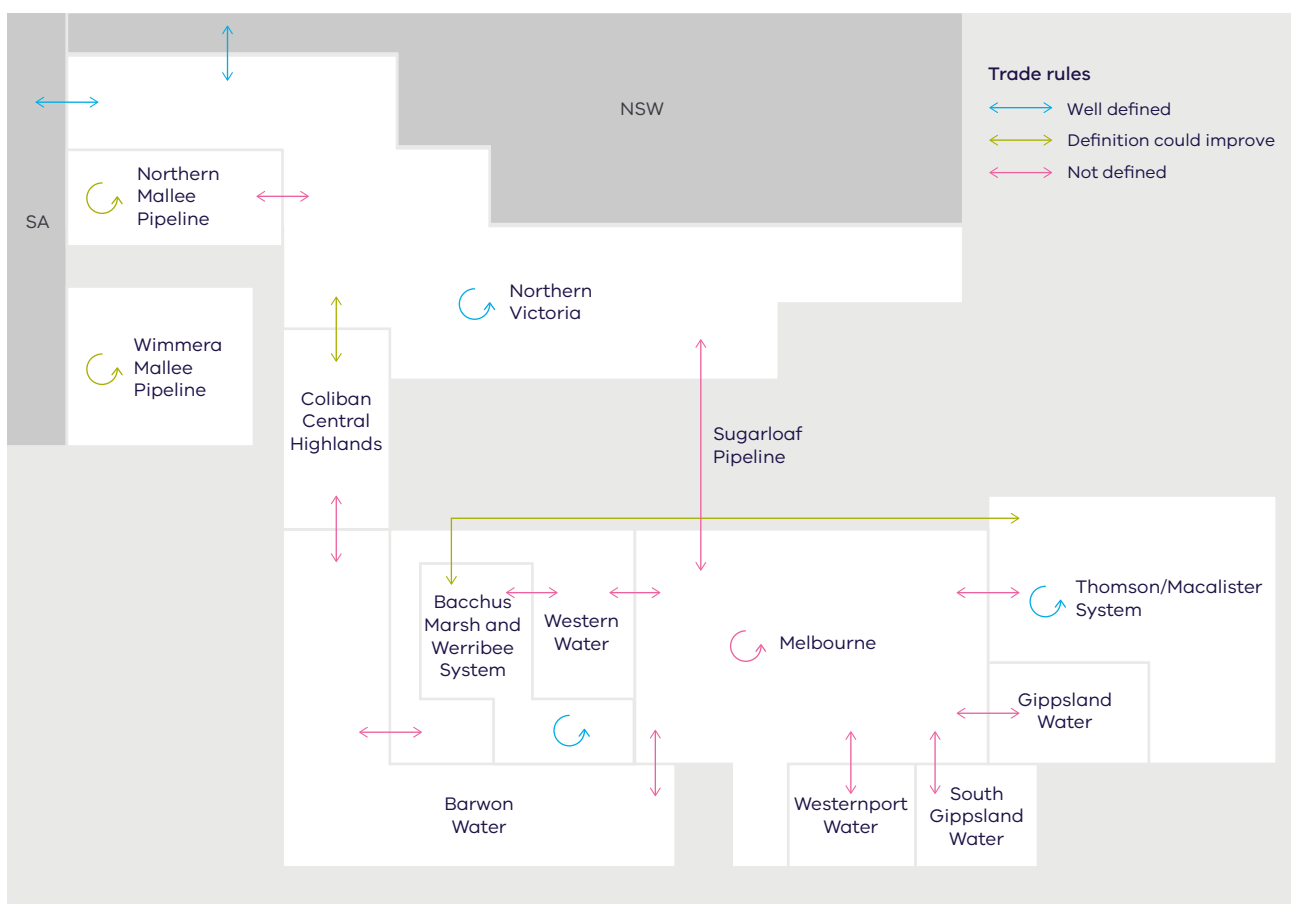 Trade rules
Well defined
Definition could improve
Not defined
NSW
SA
Northern
Mallee
Pipeline
Northern
Victoria
Wimmera
Mallee
Pipeline
Coliban
Central
Highlands
Sugarloaf
Pipeline
Bacchus
Marsh and
Werribee
System
Western
Water
Melbourne
Thomson/Macalister
System
Gippsland
Water
Barwon
Water
Westernport
Water
South
Gippsland
Water